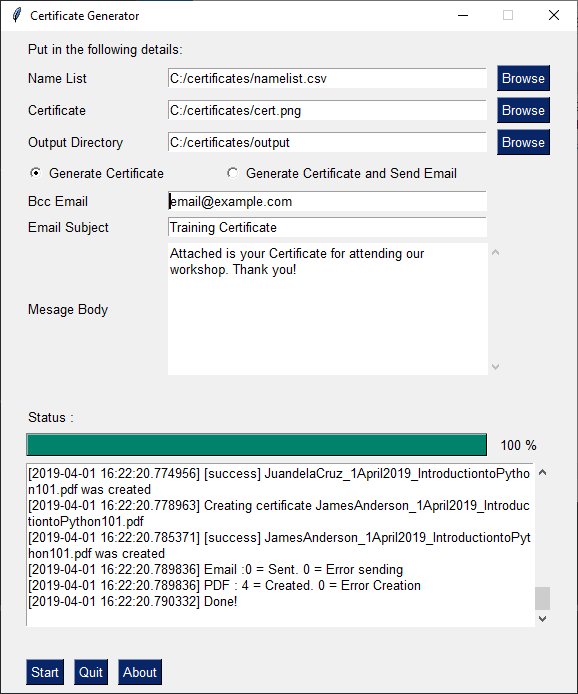 Certificate Generator
Put in the following details:
Name List C:/certificates/namelist.csv Browse
Certificate C:/certificates/cert.png Browse
Output Directory C:/certificates/output Browse
Generate Certificate Generate Certificate and Send Email
Bcc Email email@example.com
Email Subject Training Certificate
Attached is your Certificate for attending our
workshop. Thank you!
Mesage Body
Status :
100 %
[2019-04-01 16:22:20.774956] [success] JuandelaCruz_1April2019_IntroductiontoPytho
n101.pdf was created
[2019-04-01 16:22:20.778963] Creating certificate JamesAnderson_1April2019_Introduc
tiontoPython101.pdf
[2019-04-01 16:22:20.785371] [success] JamesAnderson_1April2019_IntroductiontoPyt
hon101.pdf was created
[2019-04-01 16:22:20.789836] Email :0 = Sent. 0 = Error sending
[2019-04-01 16:22:20.789836] PDF : 4 = Created. 0 = Error Creation
[2019-04-01 16:22:20.790332] Done!
Start Quit About